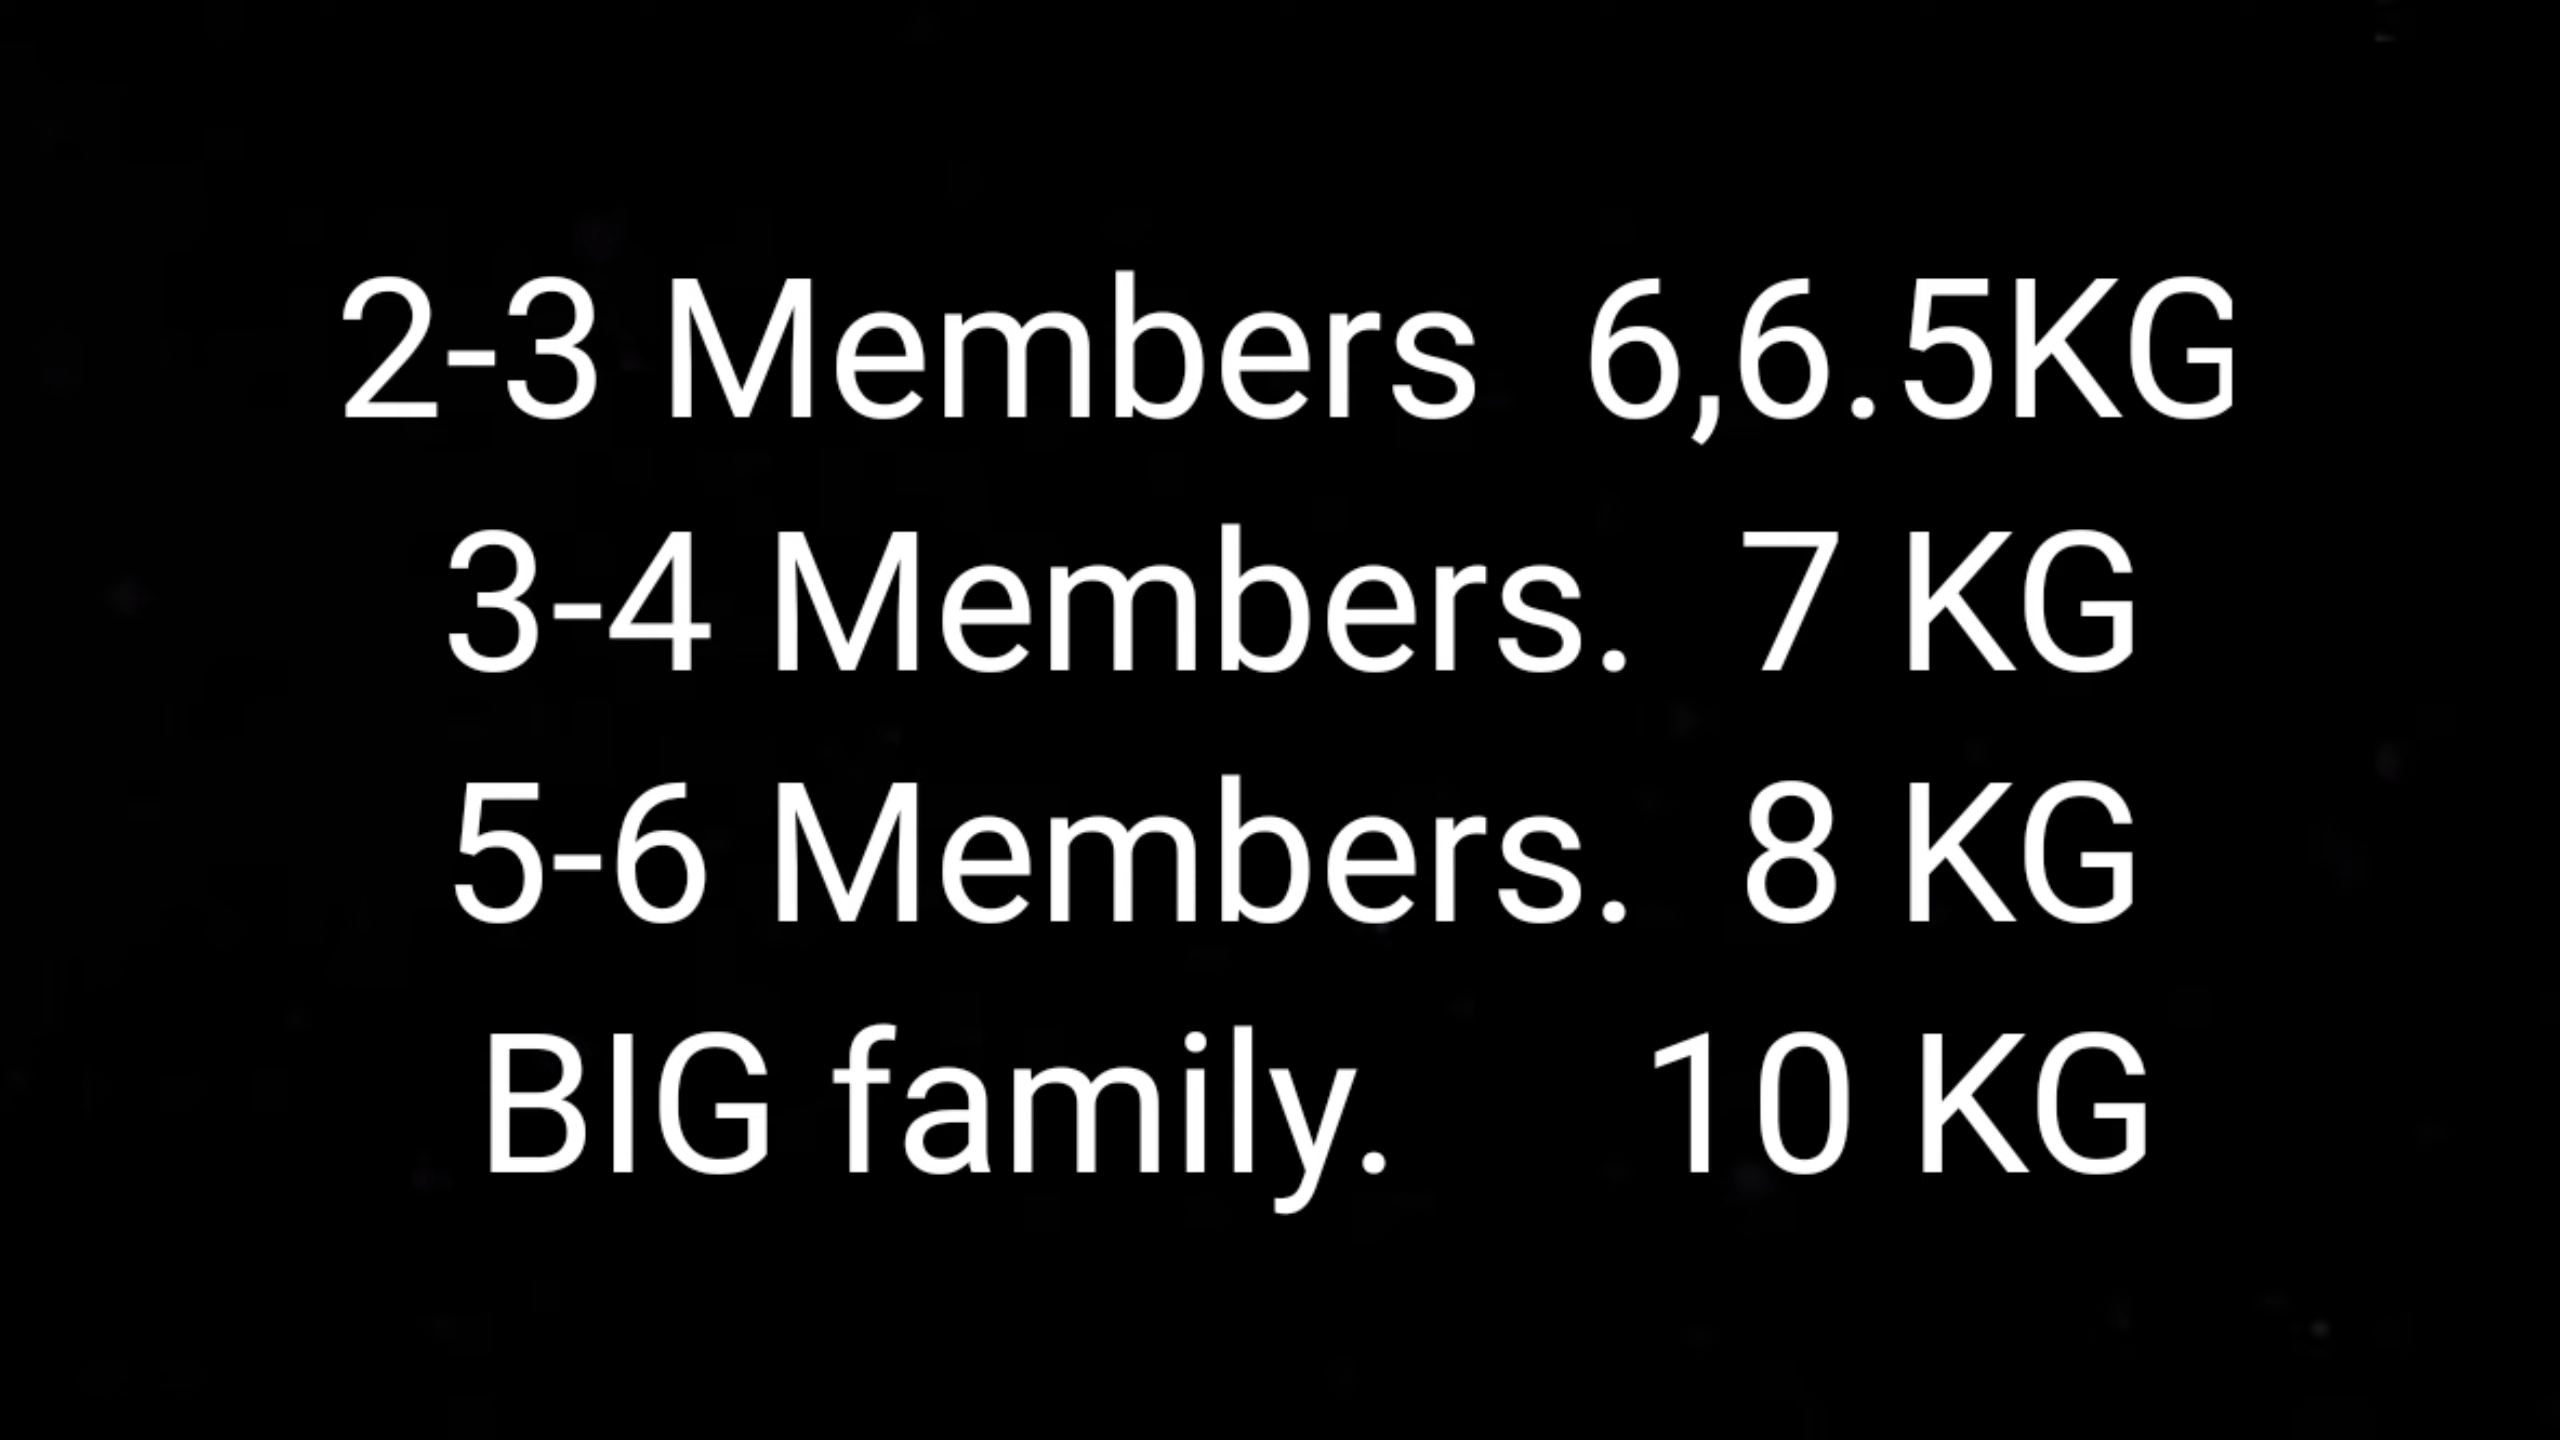 2-3 Members 6,6.5KG
3-4 Members. 7 KG
5-6 Members. 8 KG
BIG family. 10 KG